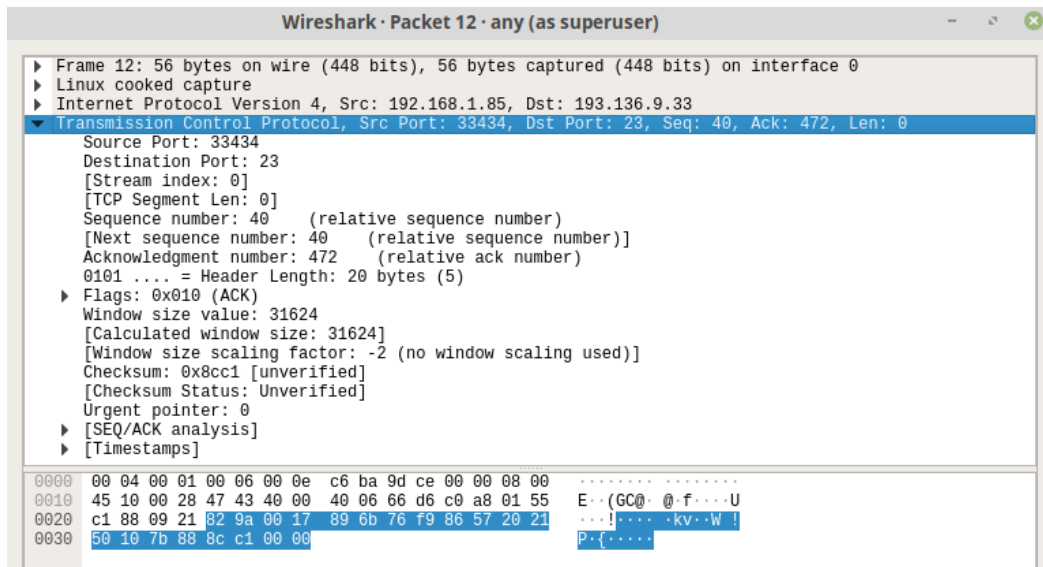 Wireshark · Packet 12 · any (as superuser)
Frame 12: 56 bytes on wire (448 bits), 56 bytes captured (448 bits) on interface 0
Linux cooked capture
Internet Protocol Version 4, Src: 192.168.1.85, Dst: 193.136.9.33
Transmission Control Protocol, Src Port: 33434, Dst Port: 23, Seq: 40, Ack: 472, Len: 0
Source Port: 33434
Destination Port: 23
[Stream index: 0]
[TCP Segment Len: 0]
Sequence number: 40    (relative sequence number)
[Next sequence number: 40    (relative sequence number)]
Acknowledgment number: 472    (relative ack number)
0101 .... = Header Length: 20 bytes (5)
Flags: 0x010 (ACK)
Window size value: 31624
[Calculated window size: 31624]
[Window size scaling factor: -2 (no window scaling used)]
Checksum: 0x8cc1 [unverified]
[Checksum Status: Unverified]
Urgent pointer: 0
[SEQ/ACK analysis]
[Timestamps]
0000  00 04 00 01 00 06 00 0e  c6 ba 9d ce 00 00 08 00  ········ ········
0010  45 10 00 28 47 43 40 00  40 06 66 d6 c0 a8 01 55  E··(GC@· @·f····U
0020  c1 88 09 21 82 9a 00 17  89 6b 76 f9 86 57 20 21  ···!···· ·kv··W !
0030  50 10 7b 88 8c c1 00 00  P·{·····